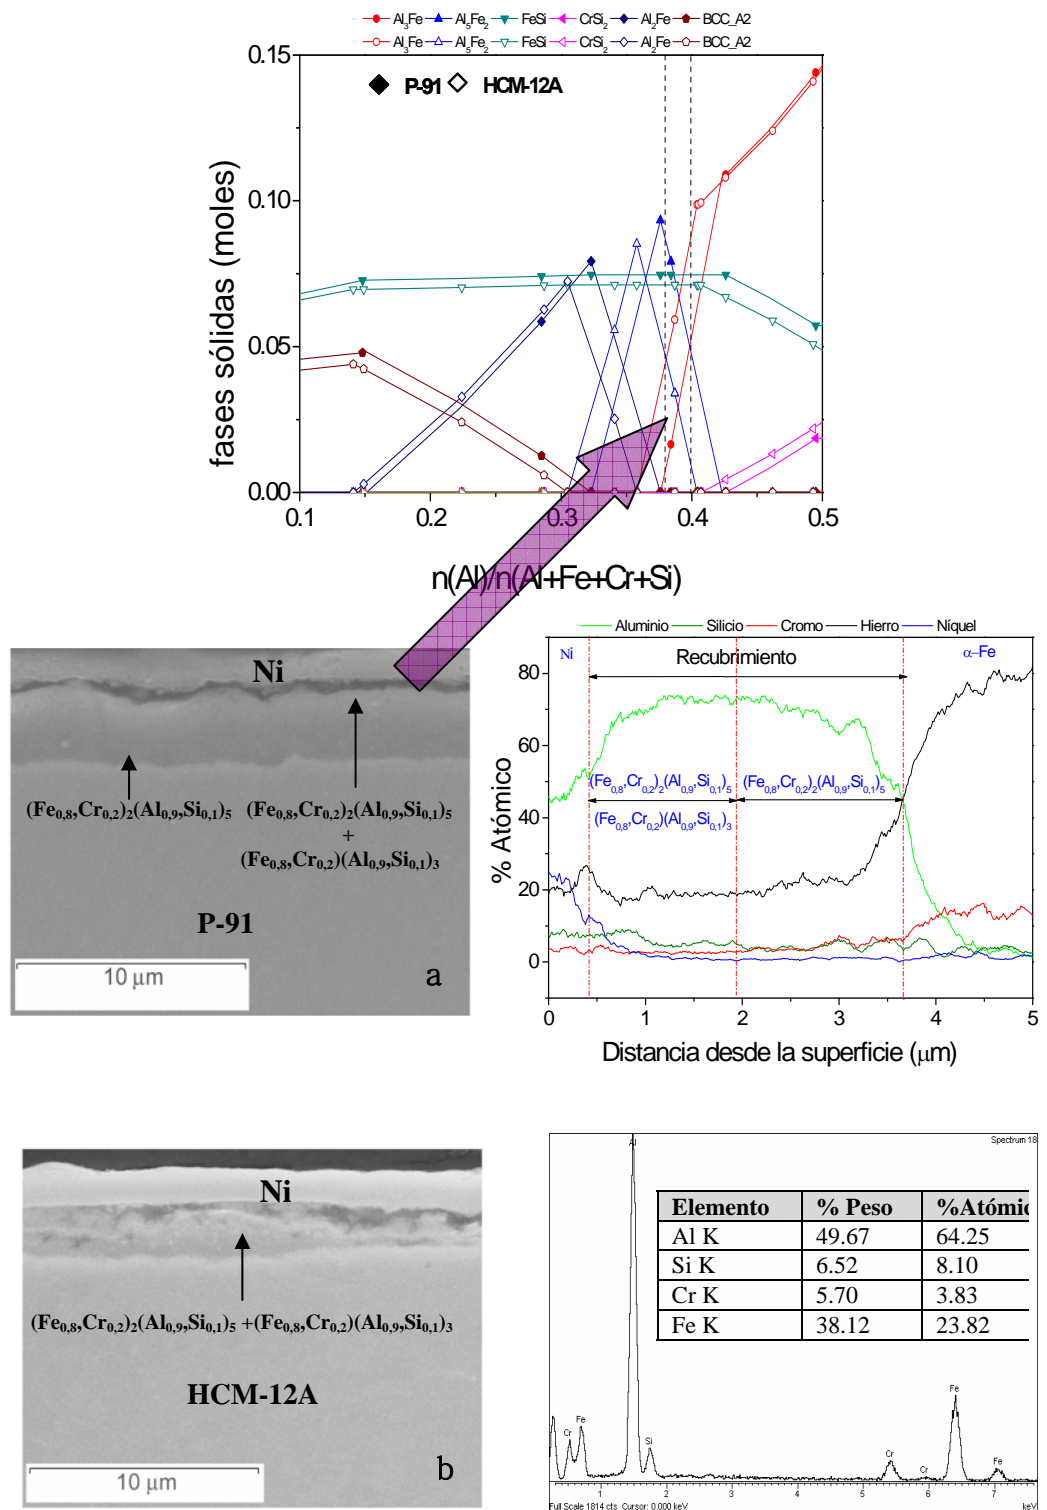 Al3Fe Al5Fe2 FeSi CrSi2 Al2Fe BCC_A2
Al3Fe Al5Fe2 FeSi CrSi2 Al2Fe BCC_A2
P-91 HCM-12A
0.15
0.10
0.05
0.00
fases sólidas (moles)
0.1 0.2 0.3 0.4 0.5
n(Al)/n(Al+Fe+Cr+Si)
Ni
(Fe0,8,Cr0,2)2(Al0,9,Si0,1)5 (Fe0,8,Cr0,2)2(Al0,9,Si0,1)5
+
(Fe0,8,Cr0,2)(Al0,9,Si0,1)3
P-91
10 µm
a
Aluminio Silicio Cromo Hierro Níquel
Ni Recubrimiento α–Fe
80
60
40
20
0
% Atómico
(Fe0,8,Cr0,2)2(Al0,9,Si0,1)5 (Fe0,8,Cr0,2)2(Al0,9,Si0,1)5
(Fe0,8,Cr0,2)(Al0,9,Si0,1)3
0 1 2 3 4 5
Distancia desde la superficie (µm)
Ni
(Fe0,8,Cr0,2)2(Al0,9,Si0,1)5 +(Fe0,8,Cr0,2)(Al0,9,Si0,1)3
HCM-12A
10 µm
b
Spectrum 18
Al
Elemento % Peso %Atómic
Al K 49.67 64.25
Si K 6.52 8.10
Cr K 5.70 3.83
Fe K 38.12 23.82
Cr Fe Si Cr Cr Fe Fe
1 2 3 4 5 6 7
Full Scale 1814 cts Cursor: 0.000 keV keV